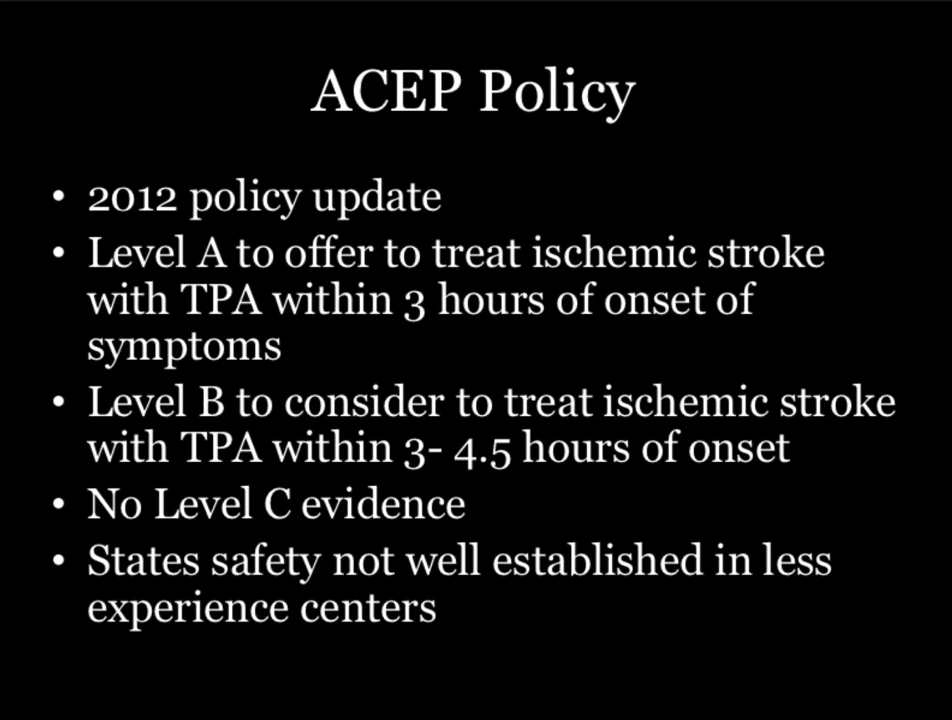 ACEP Policy
• 2012 policy update
• Level A to offer to treat ischemic stroke
with TPA within 3 hours of onset of
symptoms
• Level B to consider to treat ischemic stroke
with TPA within 3- 4.5 hours of onset
• No Level C evidence
• States safety not well established in less
experience centers